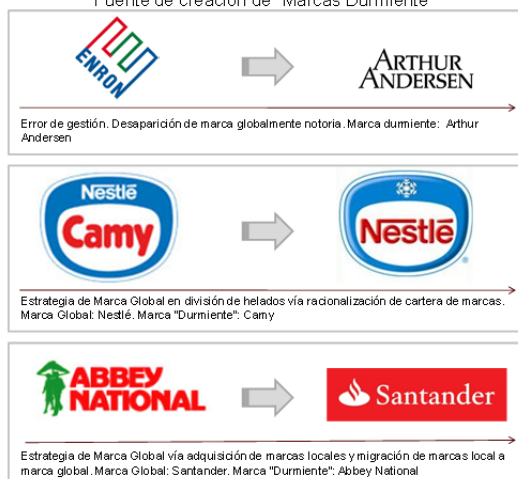 Fuente de creación de "Marcas Durmiente"
ENRON
ARTHUR
ANDERSEN
Error de gestión. Desaparición de marca globalmente notoria. Marca durmiente: Arthur
Andersen
Nestlé
Camy
Nestlé
Estrategia de Marca Global en división de helados vía racionalización de cartera de marcas.
Marca Global: Nestlé. Marca "Durmiente": Camy
ABBEY
NATIONAL
Santander
Estrategia de Marca Global vía adquisición de marcas locales y migración de marcas local a
marca global. Marca Global: Santander. Marca "Durmiente": Abbey National